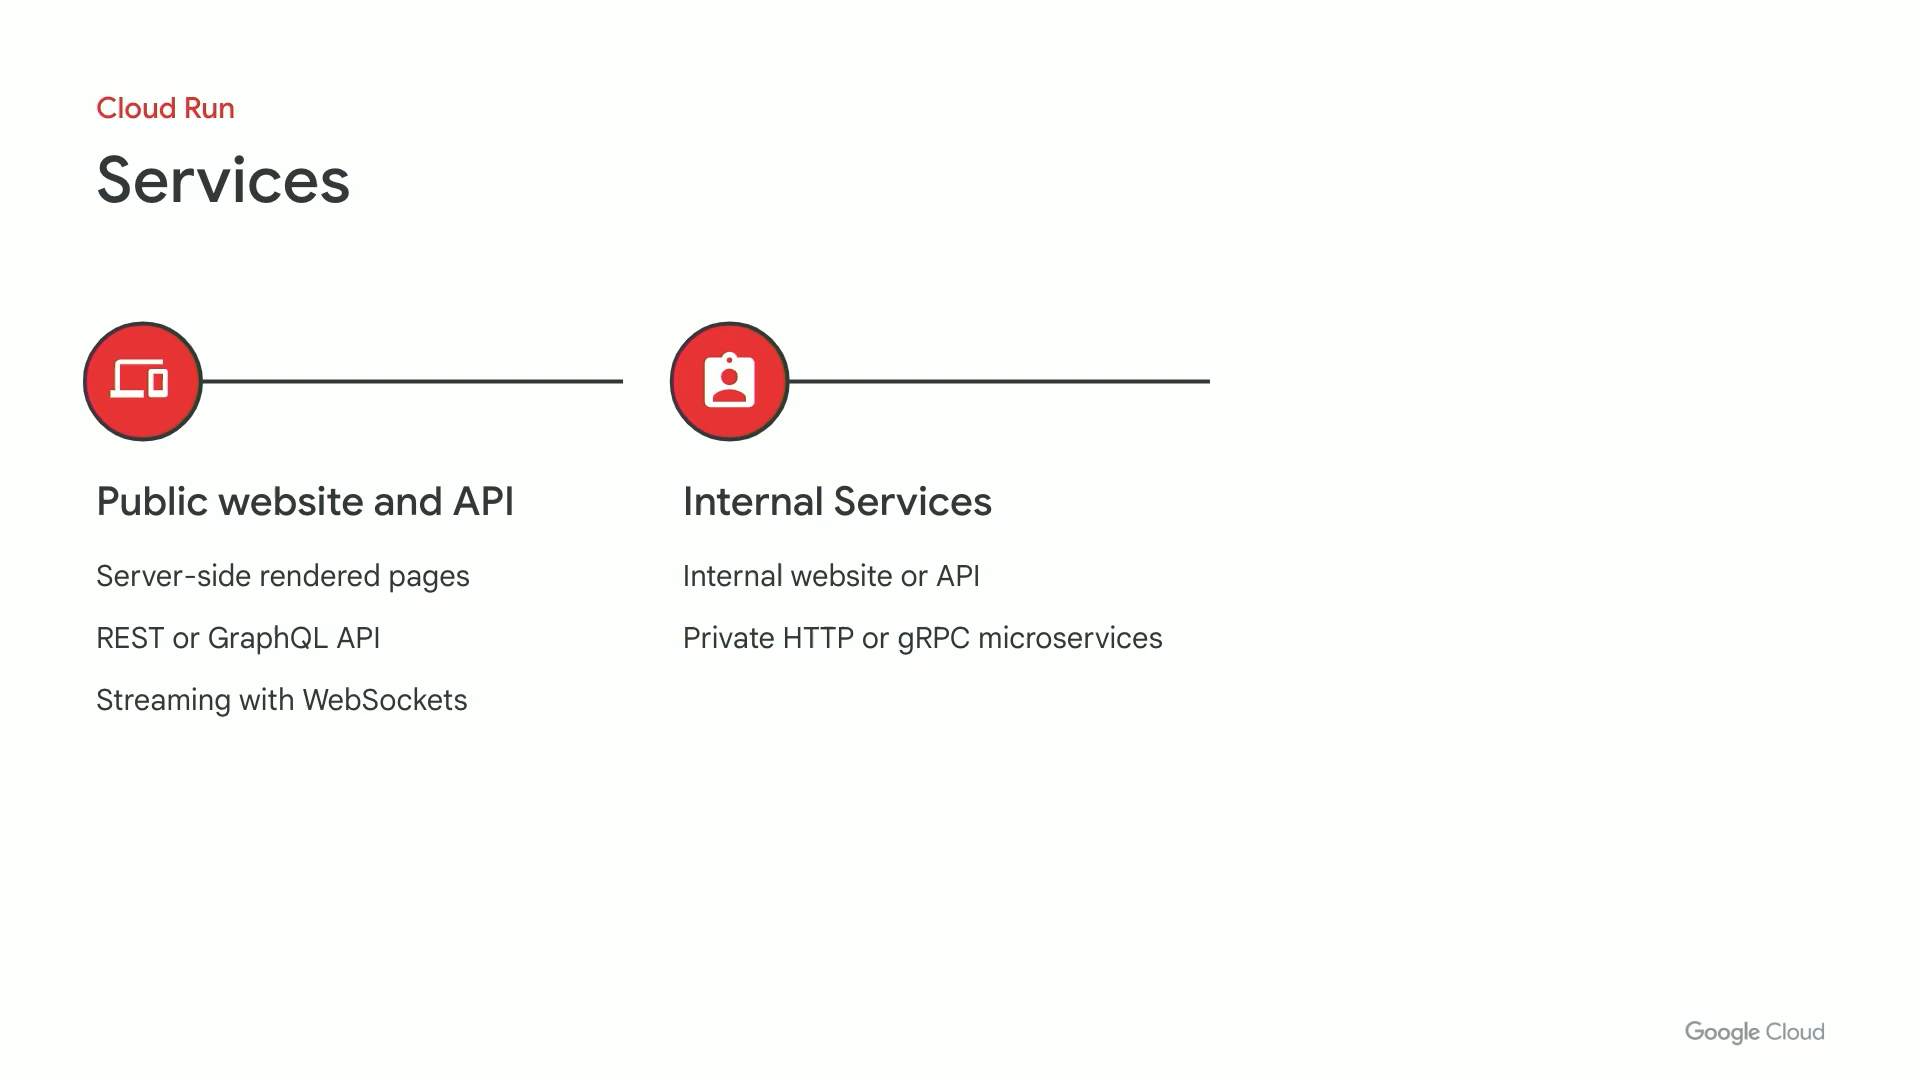 Cloud Run
Services
Public website and API
Server-side rendered pages
REST or GraphQL API
Streaming with WebSockets
Internal Services
Internal website or API
Private HTTP or gRPC microservices
Google Cloud